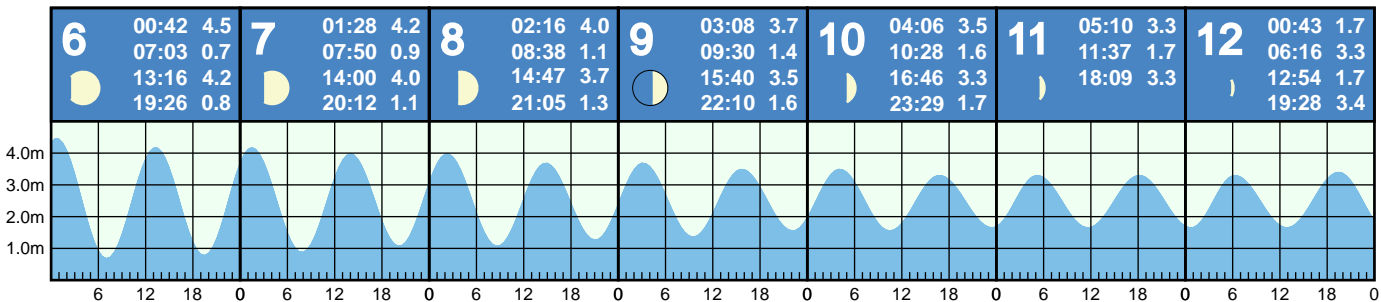 6 00:42 4.5 7 01:28 4.2 8 02:16 4.0 9 03:08 3.7 10 04:06 3.5 11 05:10 3.3 12 00:43 1.7
07:03 0.7 07:50 0.9 08:38 1.1 09:30 1.4 10:28 1.6 11:37 1.7 06:16 3.3
13:16 4.2 14:00 4.0 14:47 3.7 15:40 3.5 16:46 3.3 18:09 3.3 12:54 1.7
19:26 0.8 20:12 1.1 21:05 1.3 22:10 1.6 23:29 1.7 19:28 3.4
4.0m
3.0m
2.0m
1.0m
6 12 18 0 6 12 18 0 6 12 18 0 6 12 18 0 6 12 18 0 6 12 18 0 6 12 18 0